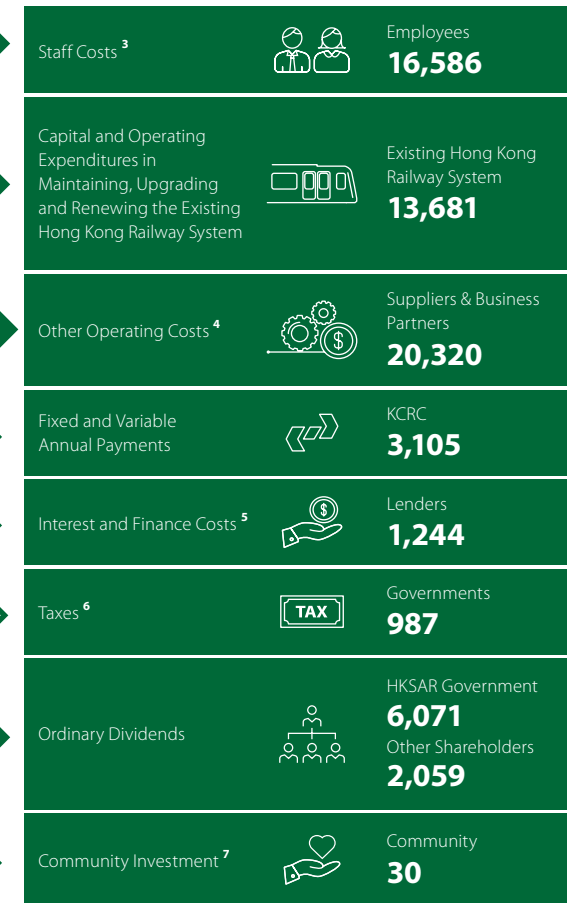 Staff Costs 3
Employees
16,586
Capital and Operating
Expenditures in
Maintaining, Upgrading
and Renewing the Existing
Hong Kong Railway System
Existing Hong Kong
Railway System
13,681
Other Operating Costs 4
$
Suppliers & Business
Partners
20,320
Fixed and Variable
Annual Payments
KCRC
3,105
Interest and Finance Costs 5
$
Lenders
1,244
Taxes 6
TAX
Governments
987
Ordinary Dividends
HKSAR Government
6,071
Other Shareholders
2,059
Community Investment 7
Community
30